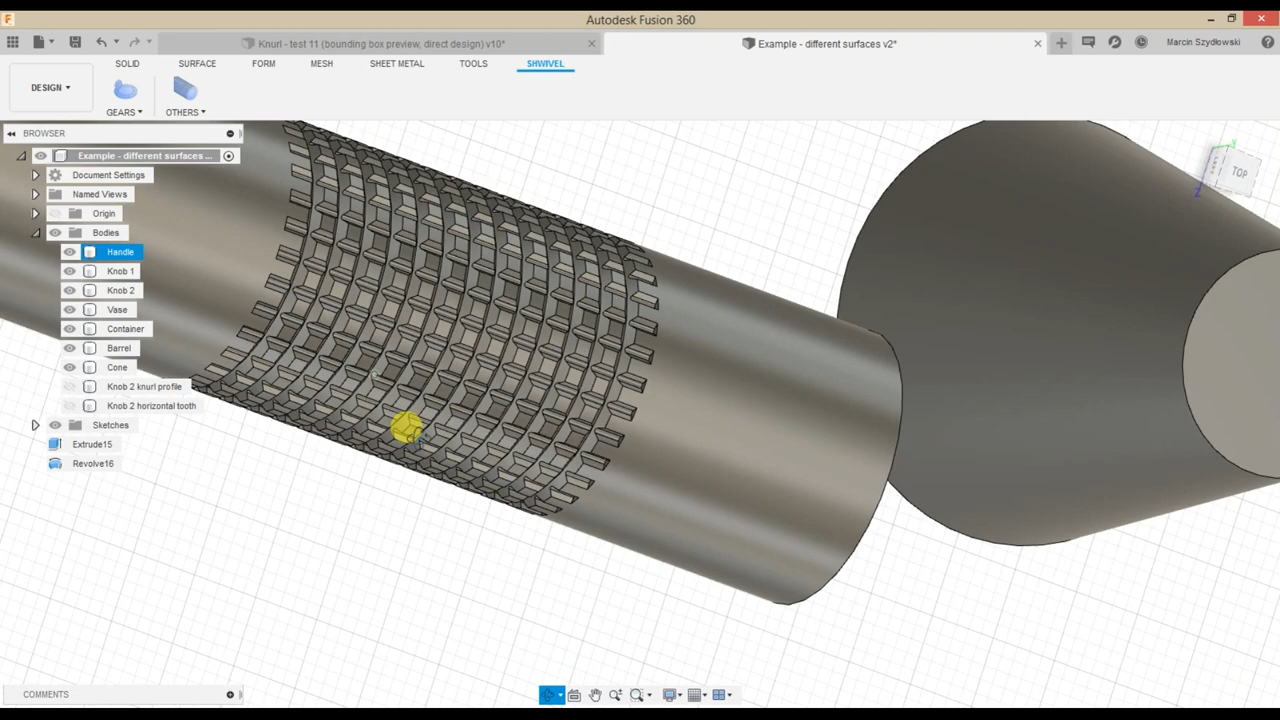 Autodesk Fusion 360
Knurl - test 11 (bounding box preview, direct design) v10*
Example - different surfaces v2*
Marcin Szydłowski
DESIGN
SOLID
SURFACE
FORM
MESH
SHEET METAL
TOOLS
SHWIVEL
GEARS
OTHERS
BROWSER
Example - different surfaces ...
Document Settings
Named Views
Origin
Bodies
Handle
Knob 1
Knob 2
Vase
Container
Barrel
Cone
Knob 2 knurl profile
Knob 2 horizontal tooth
Sketches
Extrude15
Revolve16
TOP
Y
Z
COMMENTS